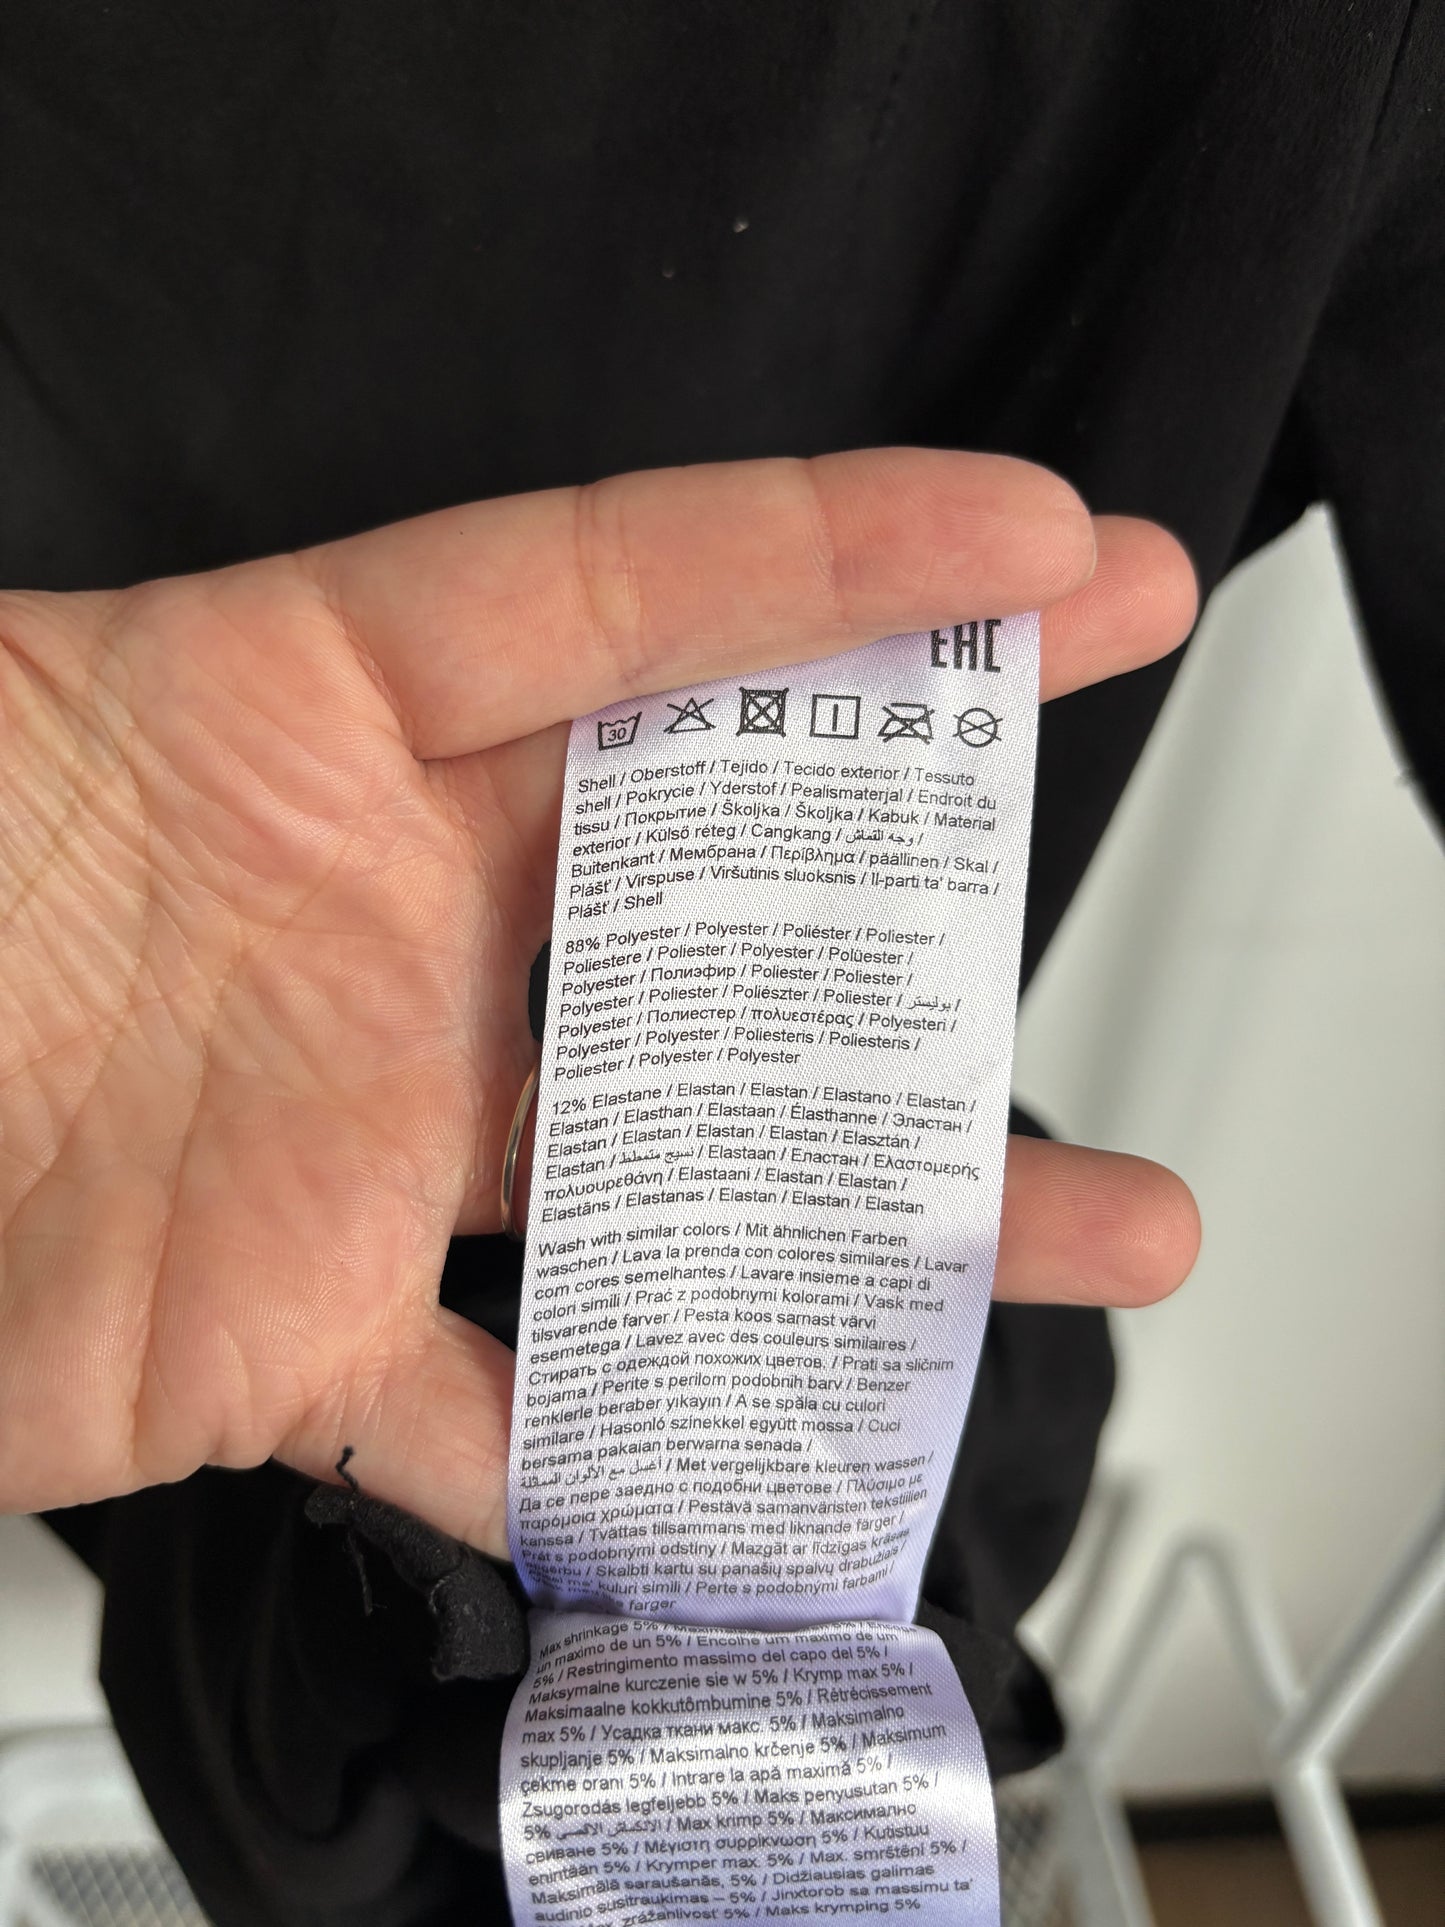 EAC
30
Shell / Oberstoff / Tejido / Tecido exterior / Tessuto
shell / Pokrycie / Yderstof / Pealismaterjal / Endroit du
tissu / Покрытие / Školjka / Školjka / Kabuk / Material
exterior / Külső réteg / Cangkang / وجه القماش /
Buitenkant / Мембрана / Περίβλημα / päällinen / Skal /
Plášť / Virspuse / Viršutinis sluoksnis / Il-parti ta' barra /
Plášť / Shell
88% Polyester / Polyester / Poliéster / Poliester /
Poliestere / Poliester / Polyester / Polüester /
Polyester / Полиэфир / Poliester / Poliester /
Polyester / Poliester / Poliészter / Poliester / بوليستر /
Polyester / Полиестер / πολυεστέρας / Polyesteri /
Polyester / Polyester / Poliesteris / Poliesteris /
Poliester / Polyester / Polyester
12% Elastane / Elastan / Elastan / Elastano / Elastan /
Elastan / Elasthan / Elastaan / Élasthanne / Эластан /
Elastan / Elastan / Elastan / Elastan / Elasztán /
Elastan / نسيج متمطط / Elastaan / Еластан / Ελαστομερής
πολυουρεθάνη / Elastaani / Elastan / Elastan /
Elastāns / Elastanas / Elastan / Elastan / Elastan
Wash with similar colors / Mit ähnlichen Farben
waschen / Lava la prenda con colores similares / Lavar
com cores semelhantes / Lavare insieme a capi di
colori simili / Prać z podobnymi kolorami / Vask med
tilsvarende farver / Pesta koos sarnast värvi
esemetega / Lavez avec des couleurs similaires /
Стирать с одеждой похожих цветов. / Prati sa sličnim
bojama / Perite s perilom podobnih barv / Benzer
renklerle beraber yıkayın / A se spăla cu culori
similare / Hasonló színekkel együtt mossa / Cuci
bersama pakaian berwarna senada /
أغسل مع الألوان / Met vergelijkbare kleuren wassen /
Да се пере заедно с подобни цветове / Πλύσιμο με
παρόμοια χρώματα / Pestävä samanväristen tekstiilien
kanssa / Tvättas tillsammans med liknande färger /
Prát s podobnými odstíny / Mazgāt ar līdzīgas krāsas
apģērbu / Skalbti kartu su panašių spalvų drabužiais /
me' kuluri simili / Perte s podobnými farbami /
farger
Max shrinkage 5% /
un maximo de un 5% / Encolhe um máximo de um
5% / Restringimento massimo del capo del 5% /
Maksymalne kurczenie sie w 5% / Krymp max 5% /
Maksimaalne kokkutõmbumine 5% / Rétrécissement
max 5% / Усадка ткани макс. 5% / Maksimalno
skupljanje 5% / Maksimalno krčenje 5% / Maksimum
çekme oranı 5% / Intrare la apă maximă 5% /
Zsugorodás legfeljebb 5% / Maks penyusutan 5% /
5% الانكماش الأقصى / Max krimp 5% / Максимално
свиване 5% / Μέγιστη συρρίκνωση 5% / Kutistuu
enintään 5% / Krymper max. 5% / Max. smrštění 5% /
Maksimālā saraušanās, 5% / Didžiausias galimas
audinio susitraukimas – 5% / Jinxtorob sa massimu ta'
zrážanlivosť 5% / Maks krymping 5%